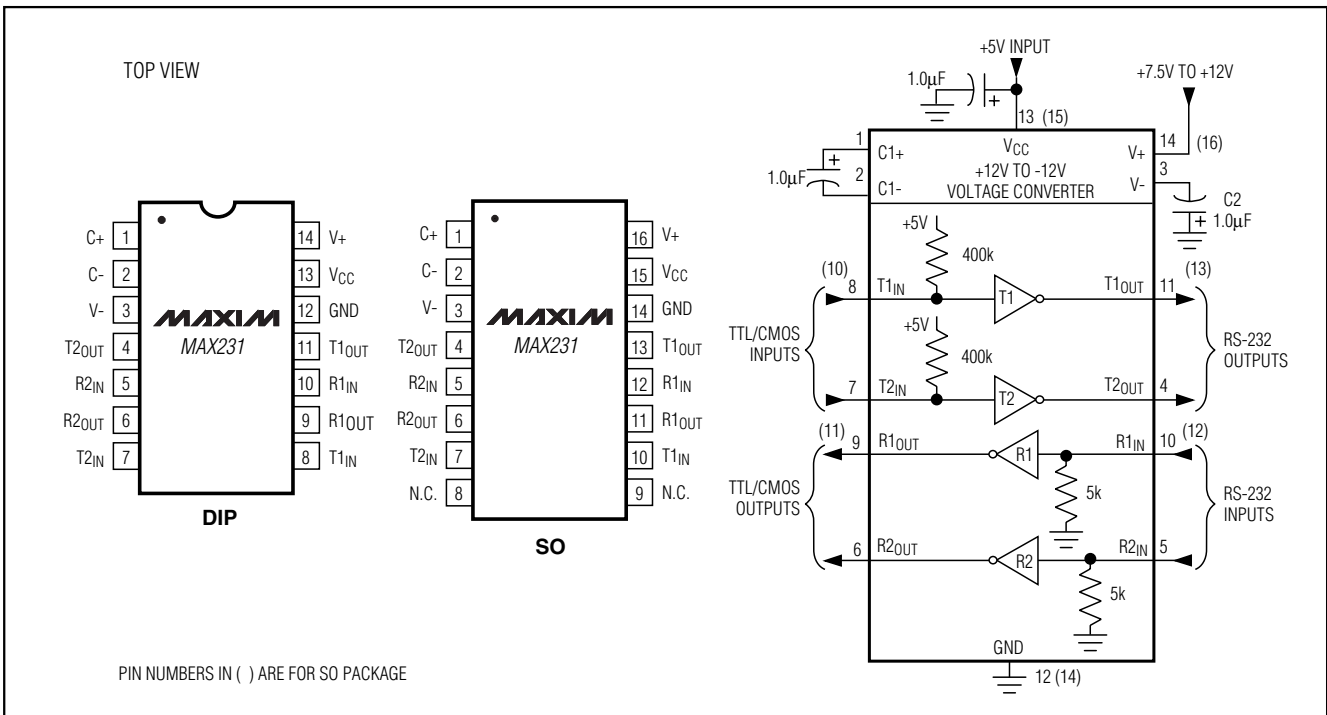 TOP VIEW
C+ 1
C- 2
V- 3
T2OUT 4
R2IN 5
R2OUT 6
T2IN 7
14 V+
13 VCC
12 GND
11 T1OUT
10 R1IN
9 R1OUT
8 T1IN
MAXIM
MAX231
DIP
C+ 1
C- 2
V- 3
T2OUT 4
R2IN 5
R2OUT 6
T2IN 7
N.C. 8
16 V+
15 VCC
14 GND
13 T1OUT
12 R1IN
11 R1OUT
10 T1IN
9 N.C.
MAXIM
MAX231
SO
PIN NUMBERS IN ( ) ARE FOR SO PACKAGE
+5V INPUT
1.0µF
+
+7.5V TO +12V
13 (15)
VCC
1
C1+
14 (16)
V+
+
1.0µF
2
C1-
+12V TO -12V
VOLTAGE CONVERTER
3
V-
C2
+ 1.0µF
+5V
400k
(10)
8 T1IN
T1
T1OUT 11
(13)
TTL/CMOS
INPUTS
+5V
400k
RS-232
OUTPUTS
7 T2IN
T2
T2OUT 4
(11)
9 R1OUT
R1
R1IN 10
(12)
TTL/CMOS
OUTPUTS
5k
RS-232
INPUTS
6 R2OUT
R2
R2IN 5
5k
GND
12 (14)